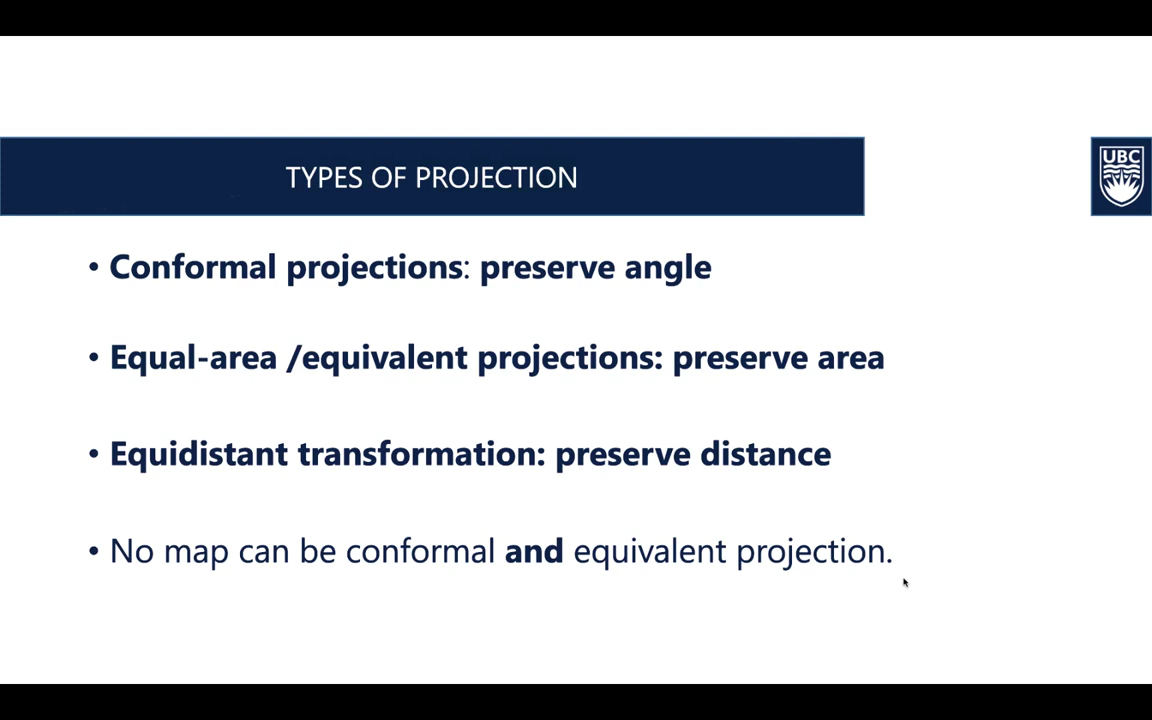 TYPES OF PROJECTION
UBC
• Conformal projections: preserve angle
• Equal-area /equivalent projections: preserve area
• Equidistant transformation: preserve distance
• No map can be conformal and equivalent projection.